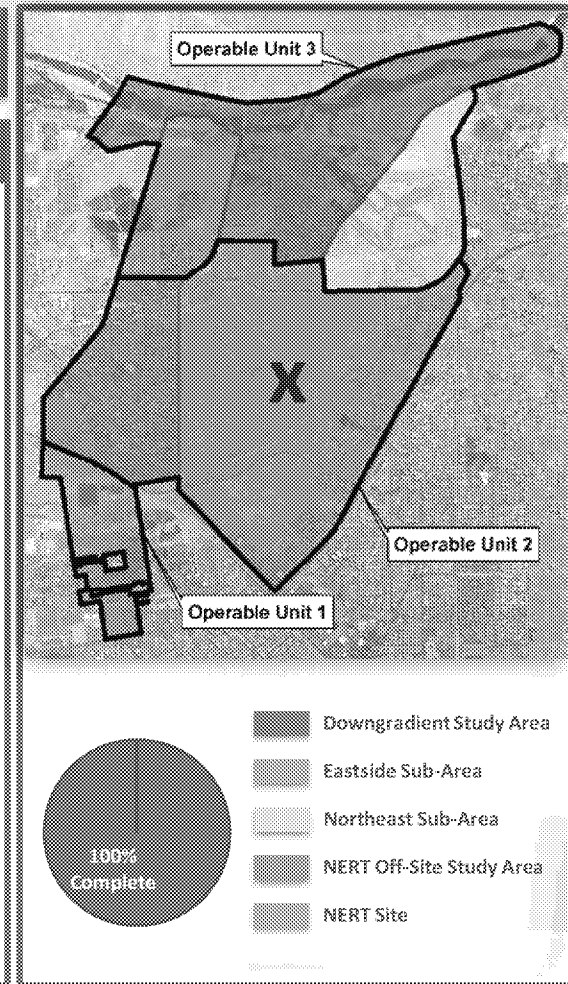 Operable Unit 3
X
Operable Unit 2
Operable Unit 1
100%
Complete
Downgradient Study Area
Eastside Sub-Area
Northeast Sub-Area
NERT Off-Site Study Area
NERT Site